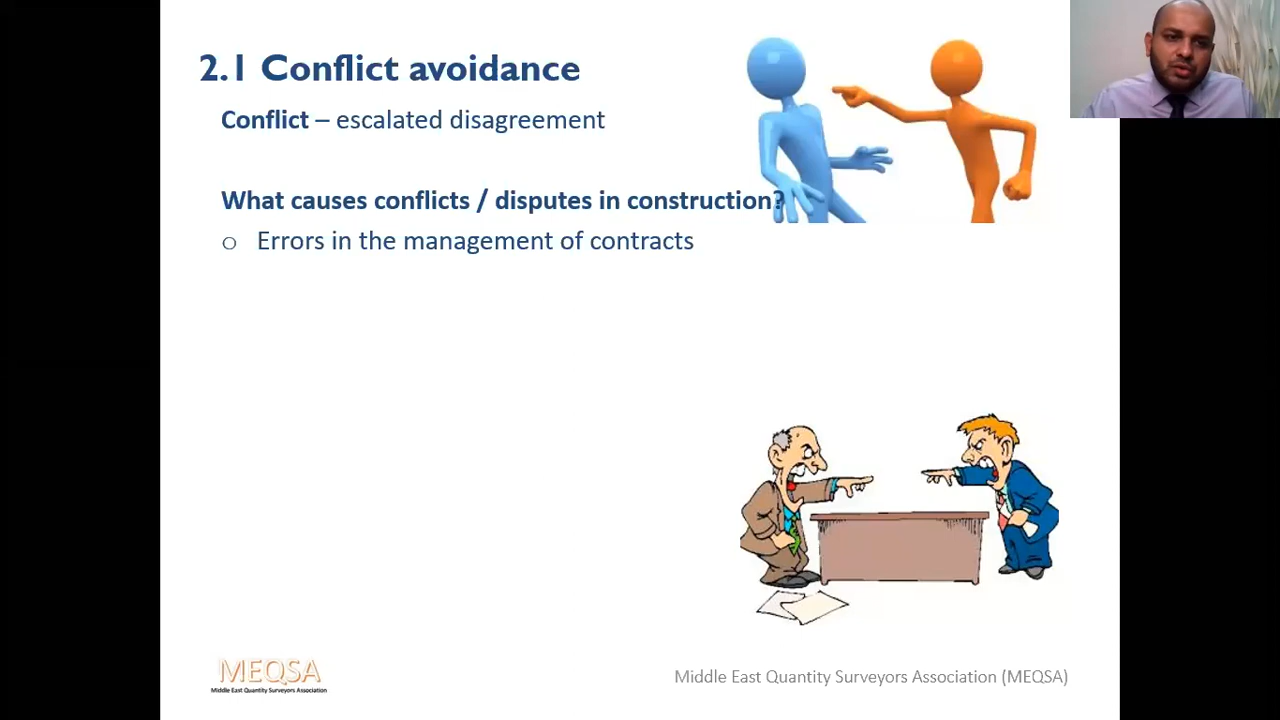 2.1 Conflict avoidance
Conflict – escalated disagreement
What causes conflicts / disputes in construction?
o Errors in the management of contracts
MEQSA
Middle East Quantity Surveyors Association
Middle East Quantity Surveyors Association (MEQSA)